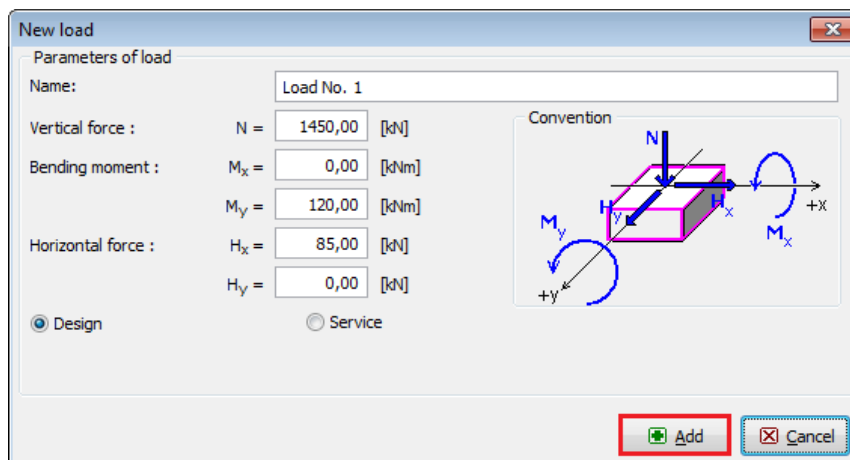 New load
Parameters of load
Name: Load No. 1
Vertical force : N = 1450,00 [kN]
Bending moment : Mx = 0,00 [kNm]
My = 120,00 [kNm]
Horizontal force : Hx = 85,00 [kN]
Hy = 0,00 [kN]
Design Service
Convention
N
Hy Hx +x
My Mx
+y
Add Cancel